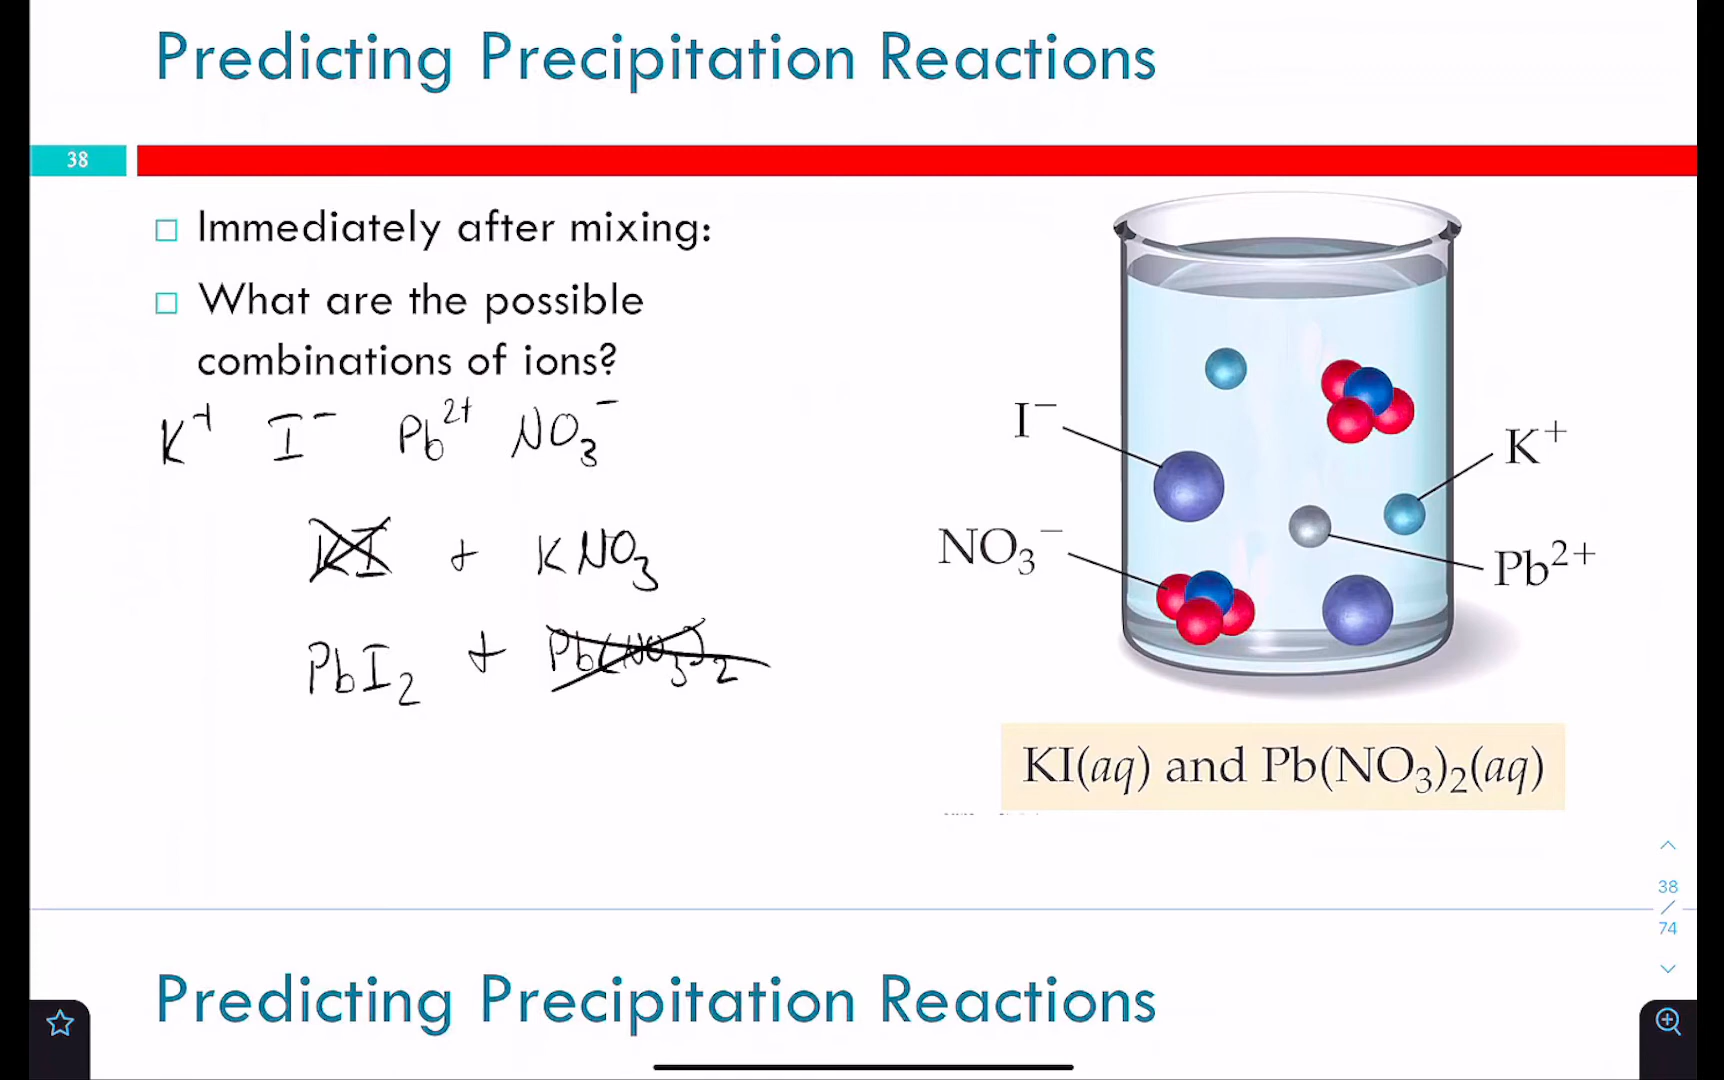 Predicting Precipitation Reactions
38
□ Immediately after mixing:
□ What are the possible
combinations of ions?
K⁺ I⁻ Pb²⁺ NO₃⁻
KI + KNO₃
PbI₂ + Pb(NO₃)₂
I⁻
K⁺
NO₃⁻
Pb²⁺
KI(aq) and Pb(NO₃)₂(aq)
38
/
74
Predicting Precipitation Reactions